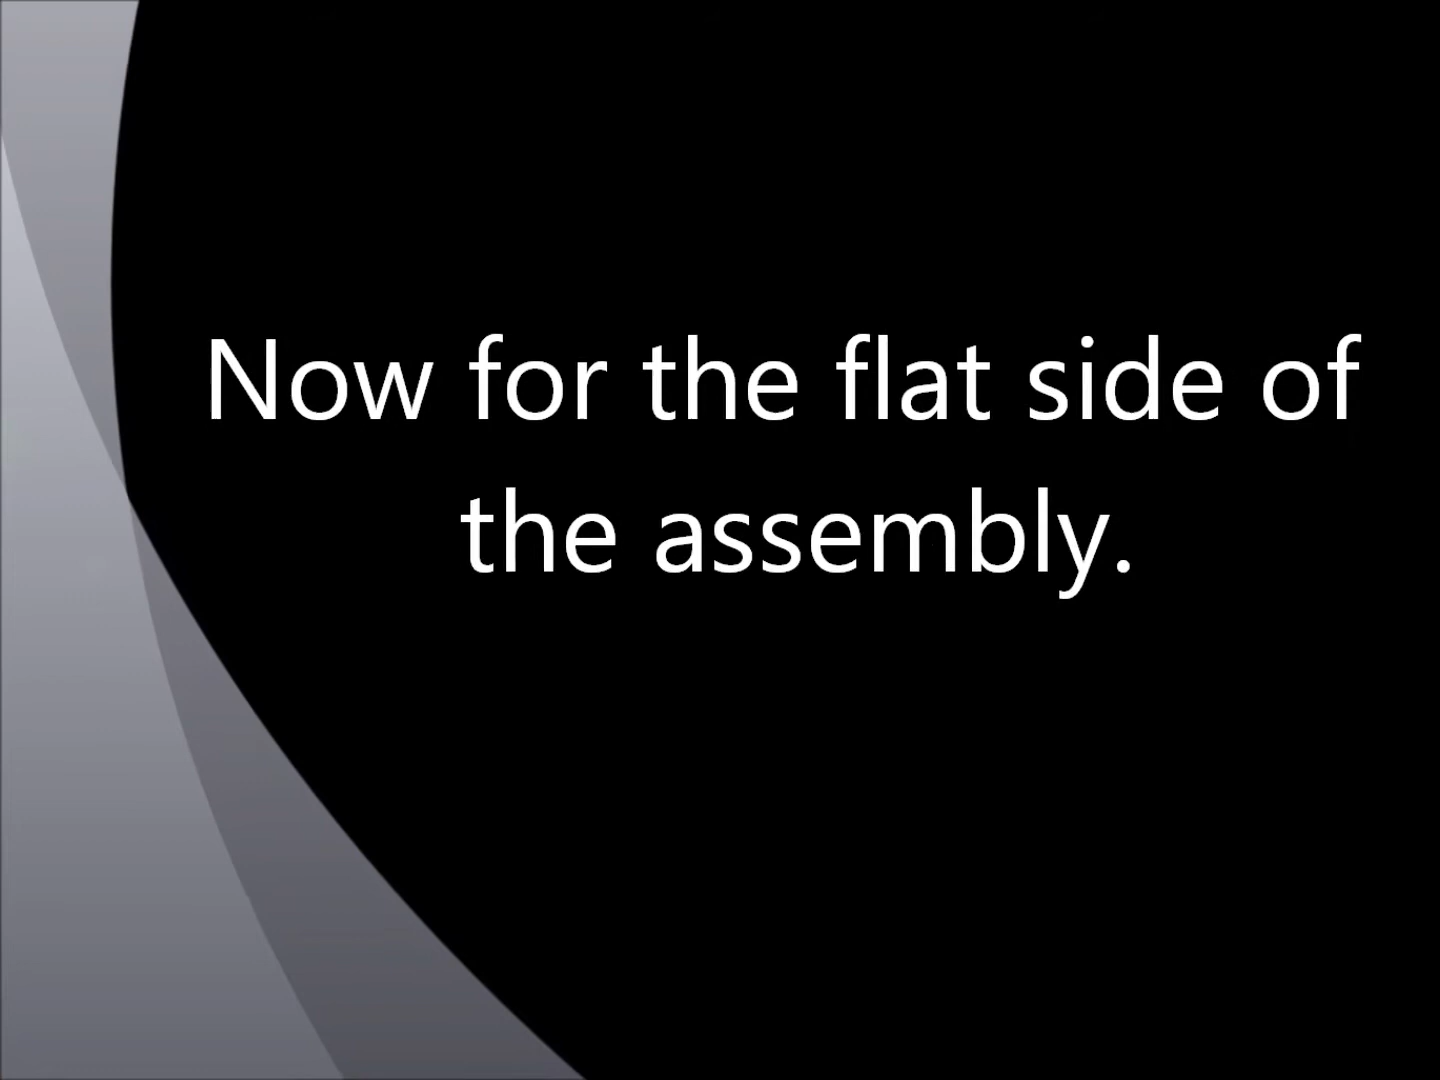 Now for the flat side of
the assembly.